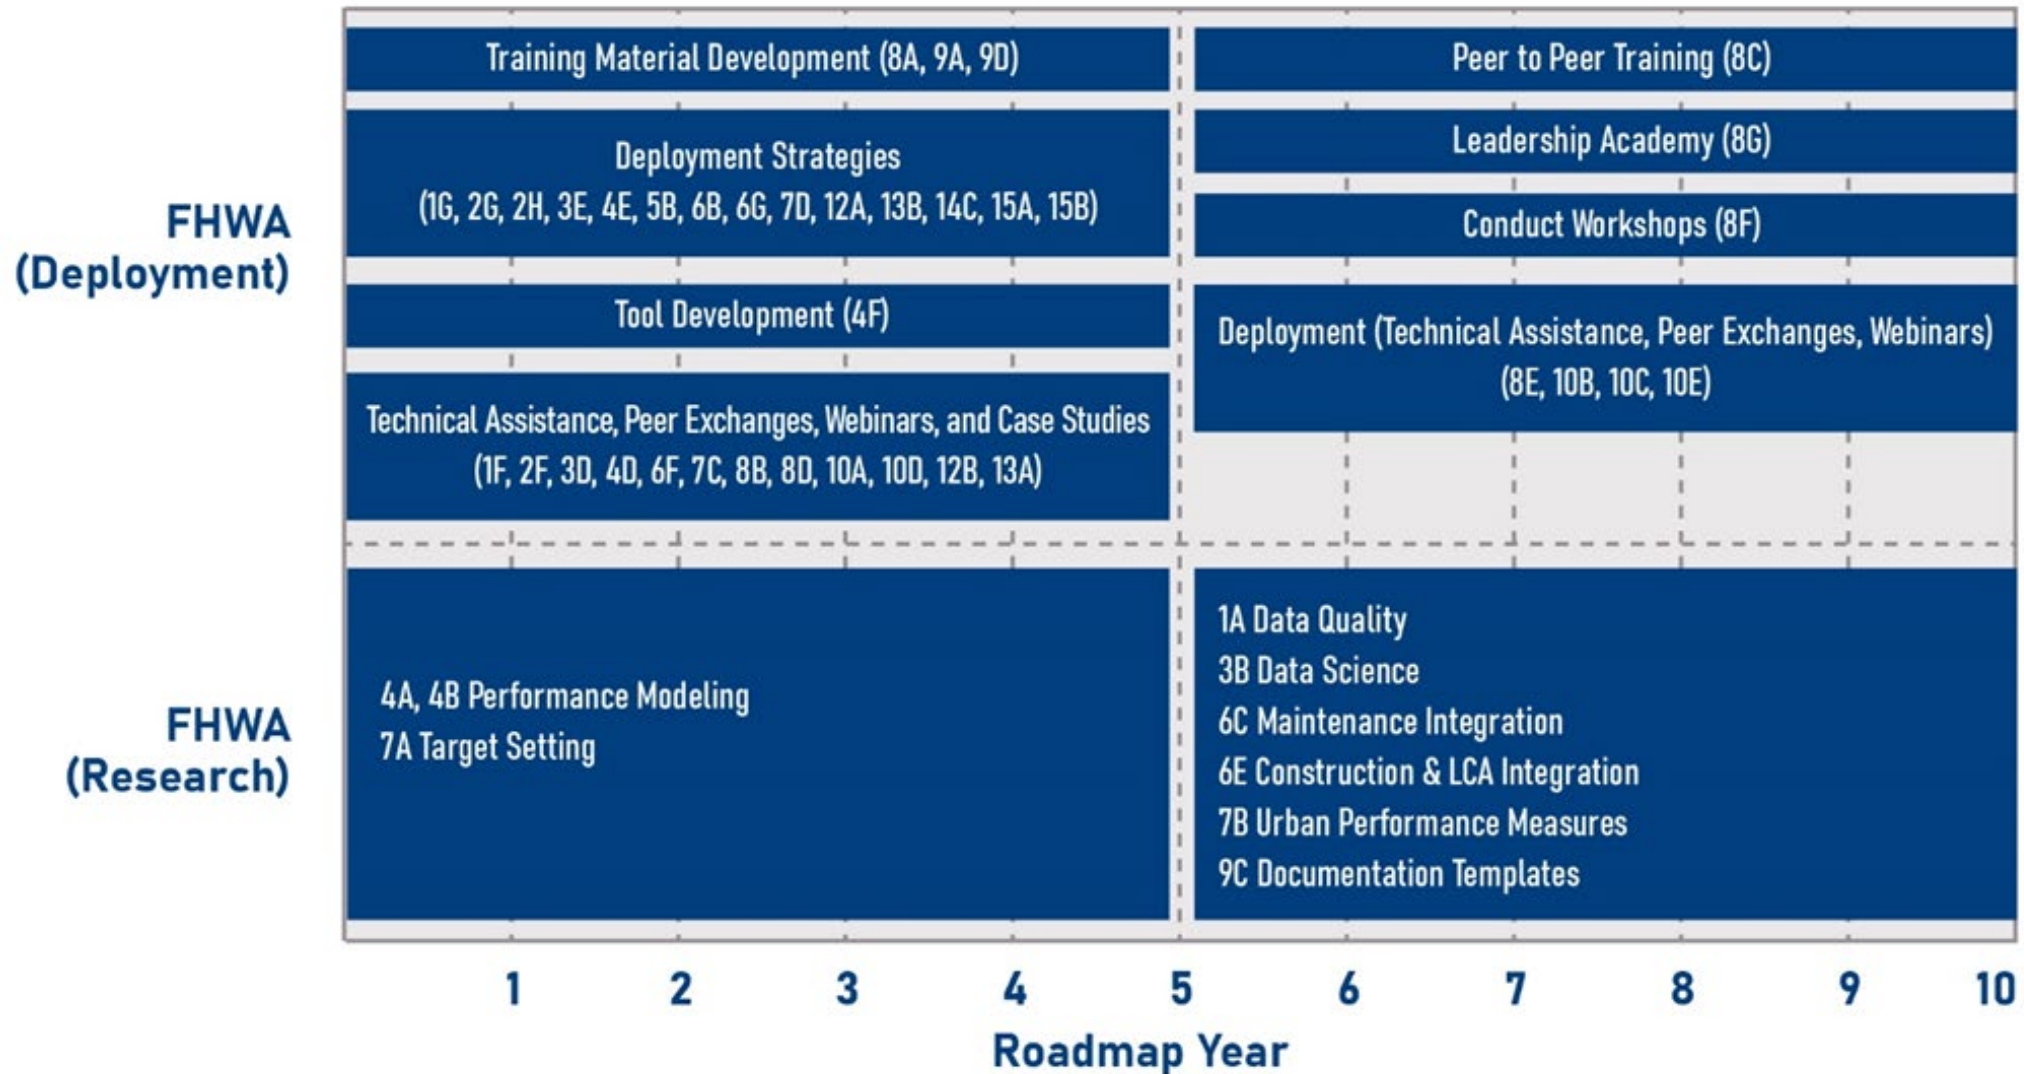 FHWA
(Deployment)
Training Material Development (8A, 9A, 9D)
Deployment Strategies
(1G, 2G, 2H, 3E, 4E, 5B, 6B, 6G, 7D, 12A, 13B, 14C, 15A, 15B)
Tool Development (4F)
Technical Assistance, Peer Exchanges, Webinars, and Case Studies
(1F, 2F, 3D, 4D, 6F, 7C, 8B, 8D, 10A, 10D, 12B, 13A)
Peer to Peer Training (8C)
Leadership Academy (8G)
Conduct Workshops (8F)
Deployment (Technical Assistance, Peer Exchanges, Webinars)
(8E, 10B, 10C, 10E)
FHWA
(Research)
4A, 4B Performance Modeling
7A Target Setting
1A Data Quality
3B Data Science
6C Maintenance Integration
6E Construction & LCA Integration
7B Urban Performance Measures
9C Documentation Templates
1 2 3 4 5 6 7 8 9 10
Roadmap Year